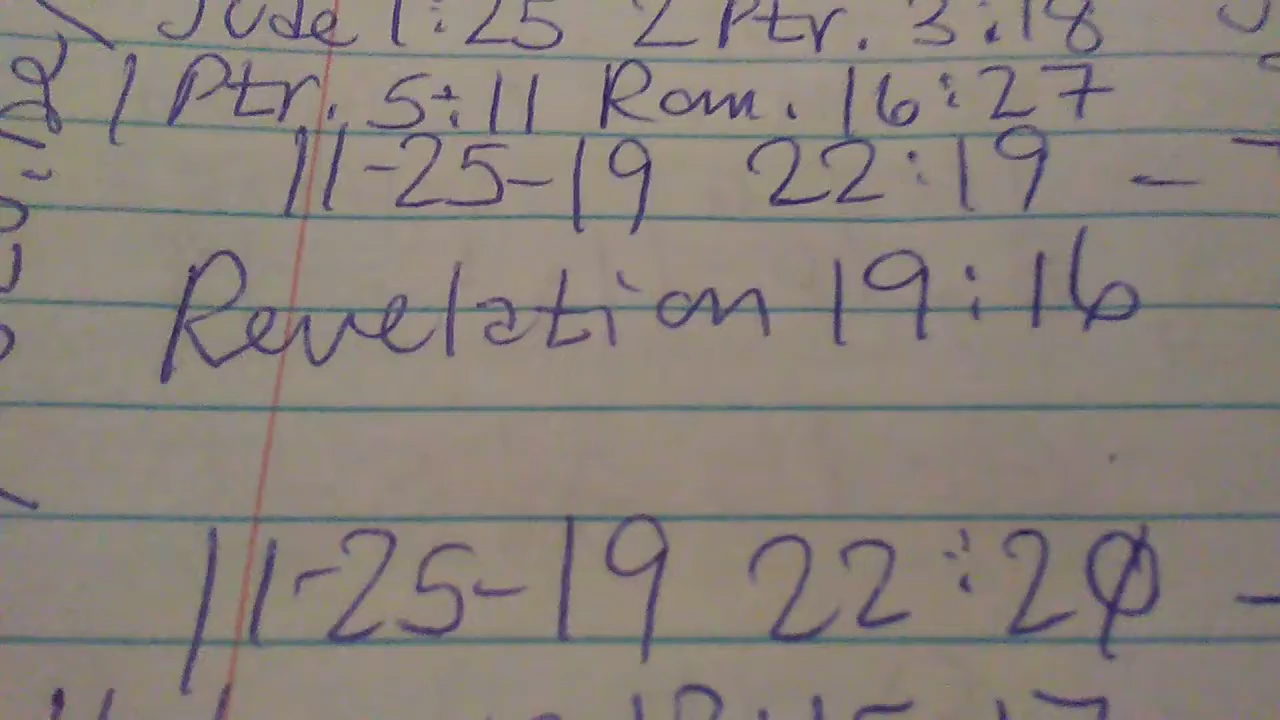 Jude 1:25 2 Ptr. 3:18
1 Ptr. 5:11 Rom. 16:27
11-25-19 22:19 -
Revelation 19:16
11-25-19 22:20 -